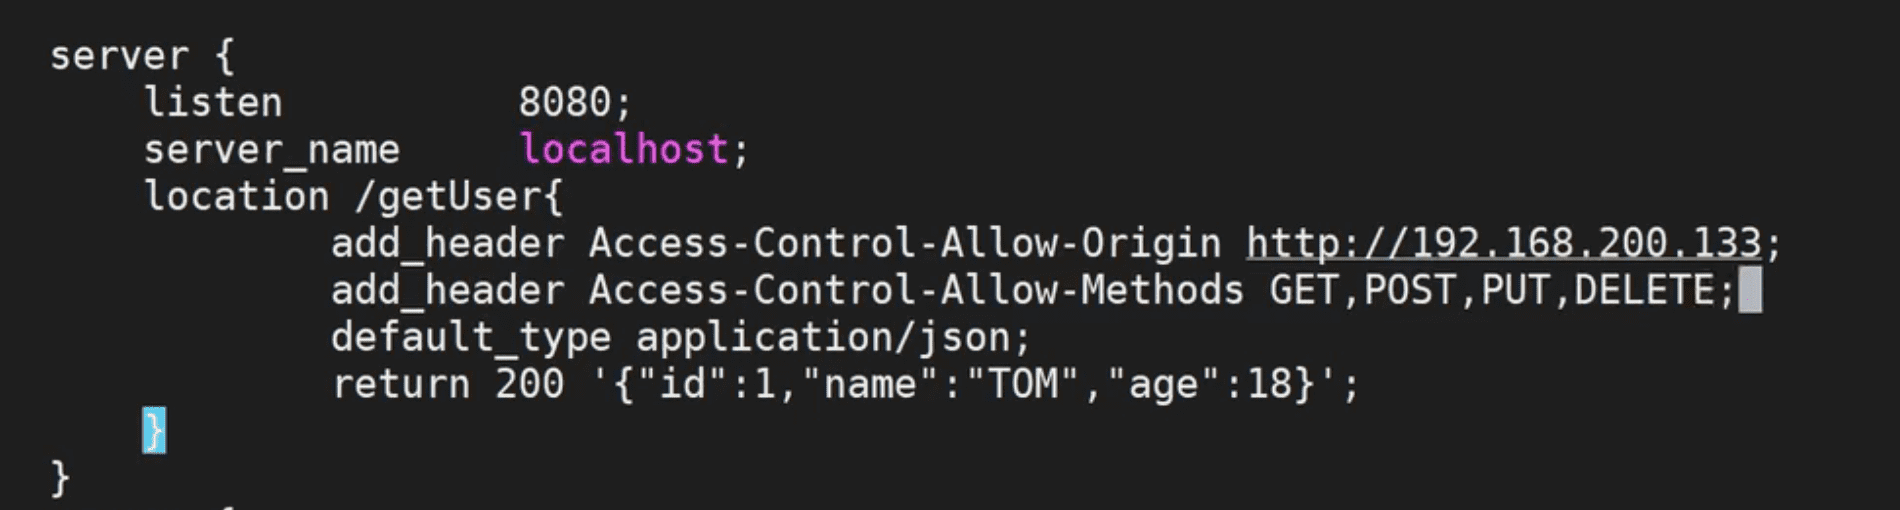 server {
listen 8080;
server_name localhost;
location /getUser{
add_header Access-Control-Allow-Origin http://192.168.200.133;
add_header Access-Control-Allow-Methods GET,POST,PUT,DELETE;
default_type application/json;
return 200 '{"id":1,"name":"TOM","age":18}';
}
}